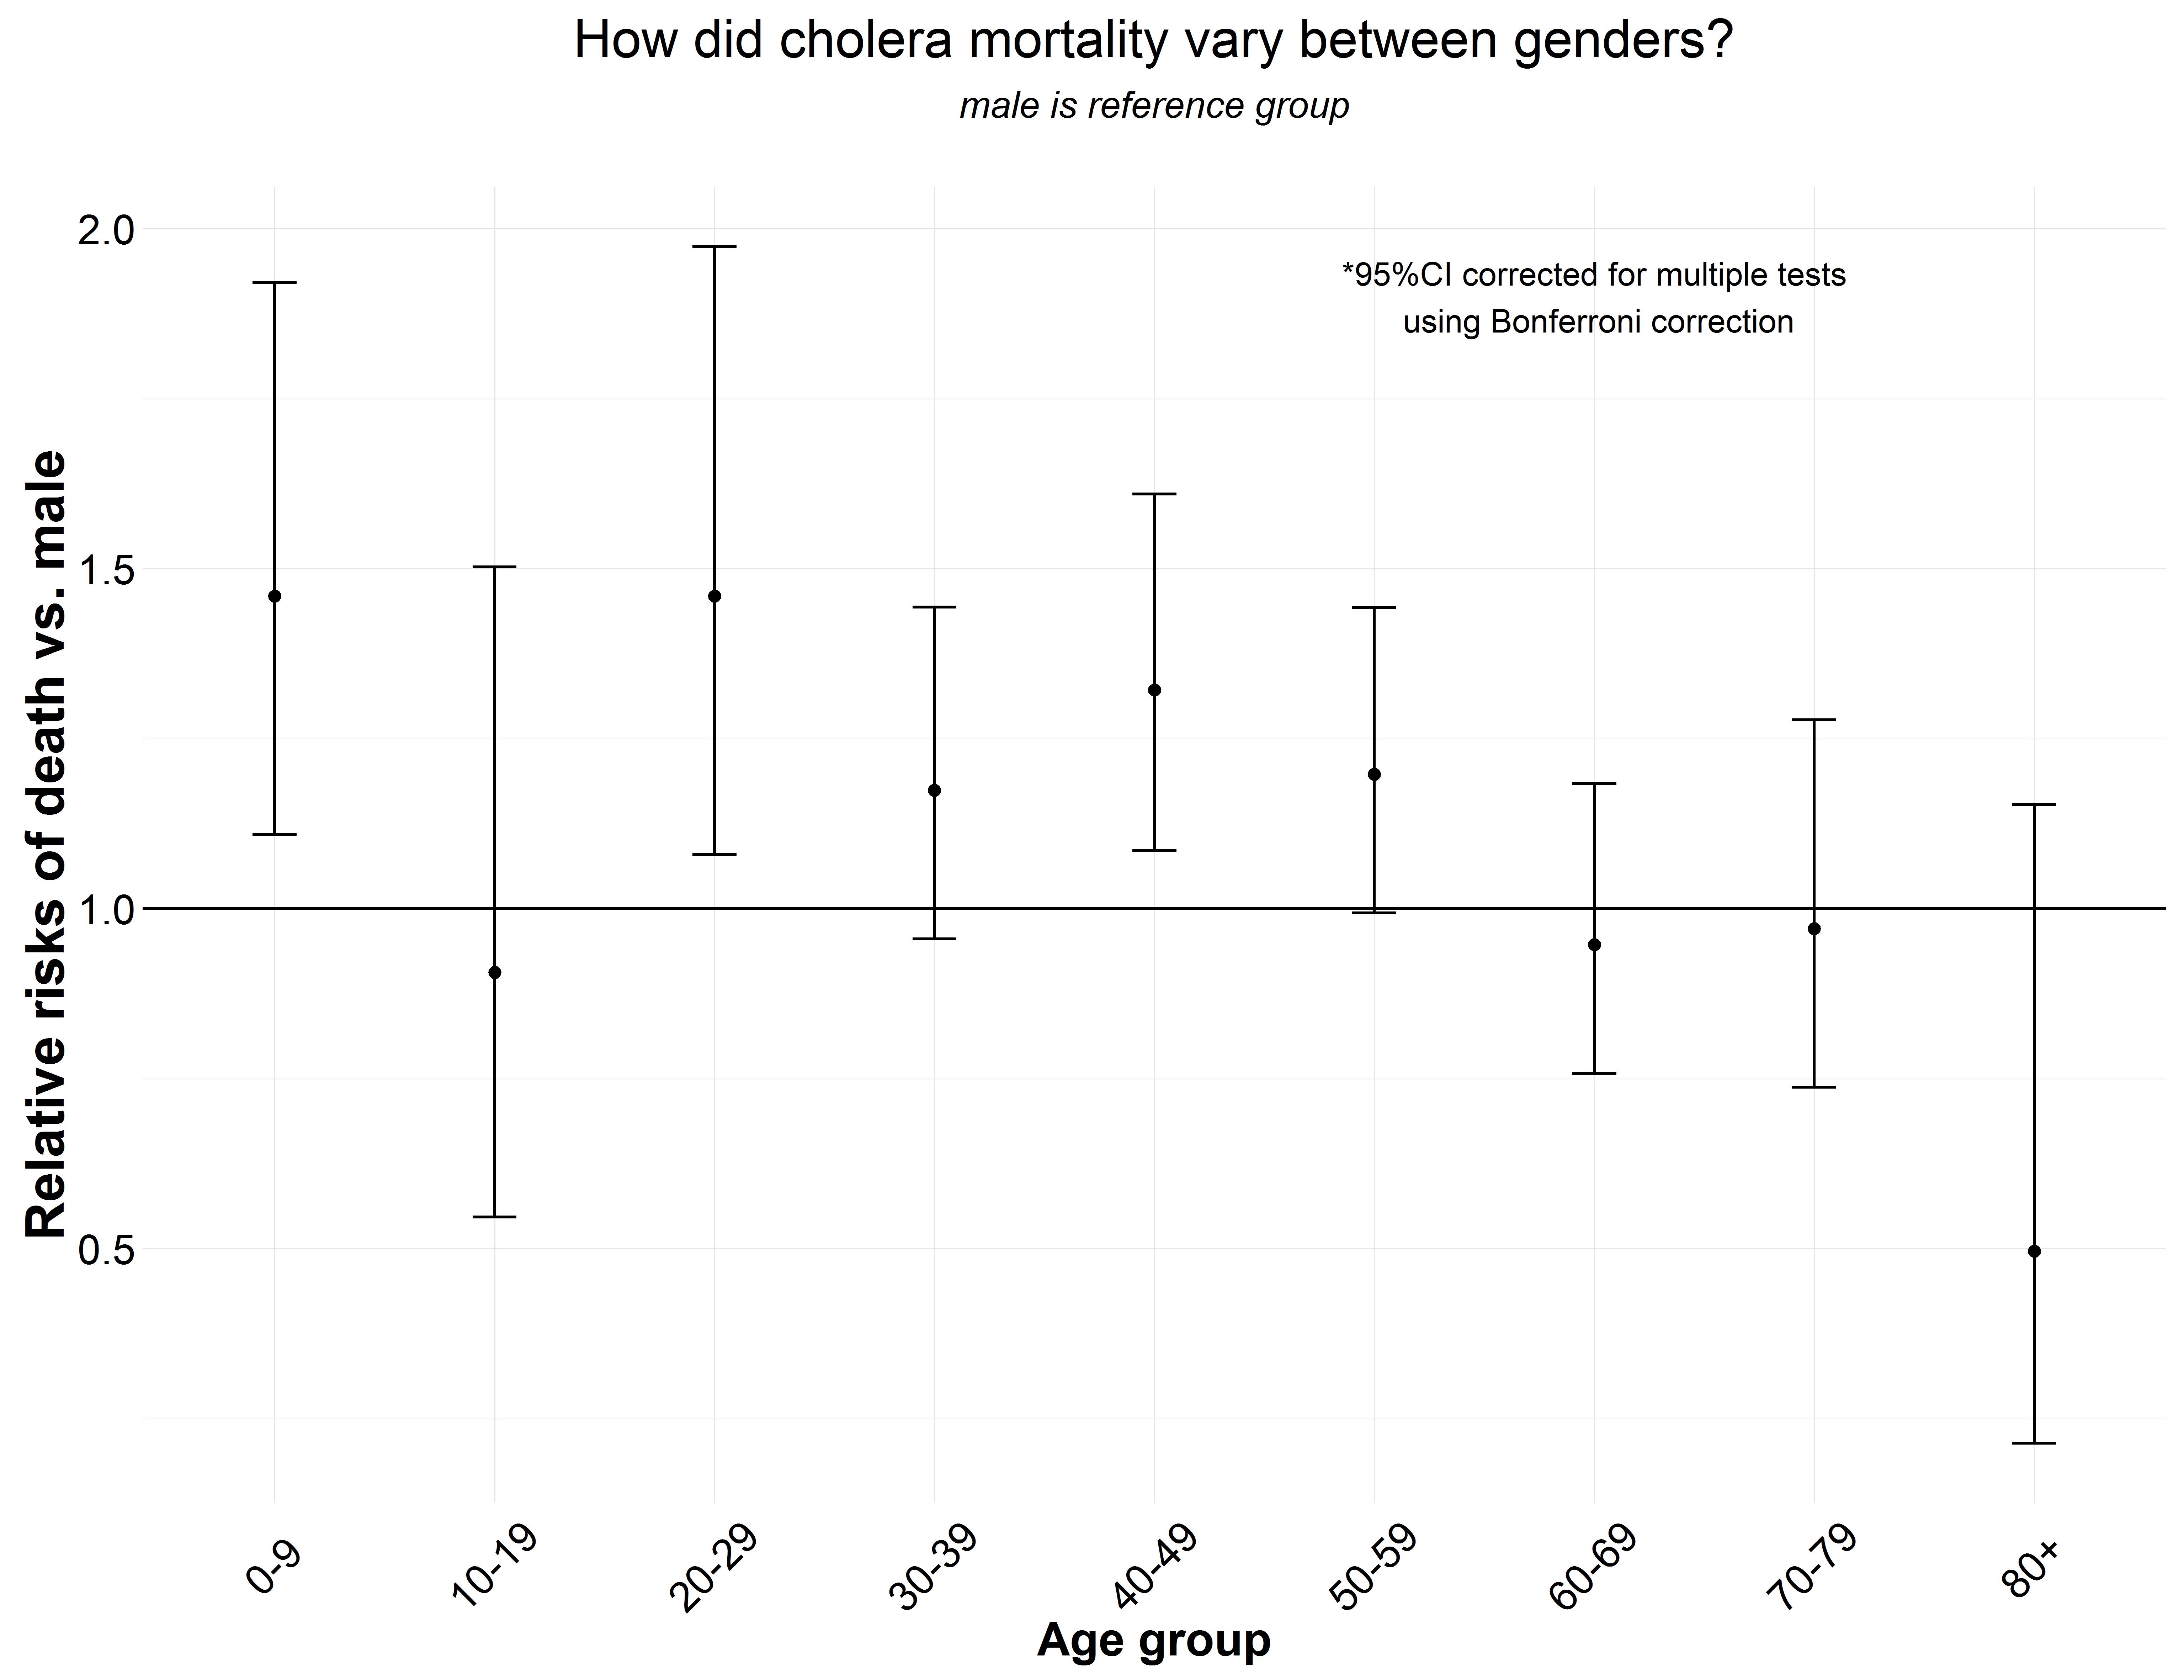 How did cholera mortality vary between genders?
male is reference group
*95%CI corrected for multiple tests
using Bonferroni correction
Relative risks of death vs. male
2.0
1.5
1.0
0.5
0-9
10-19
20-29
30-39
40-49
50-59
60-69
70-79
80+
Age group